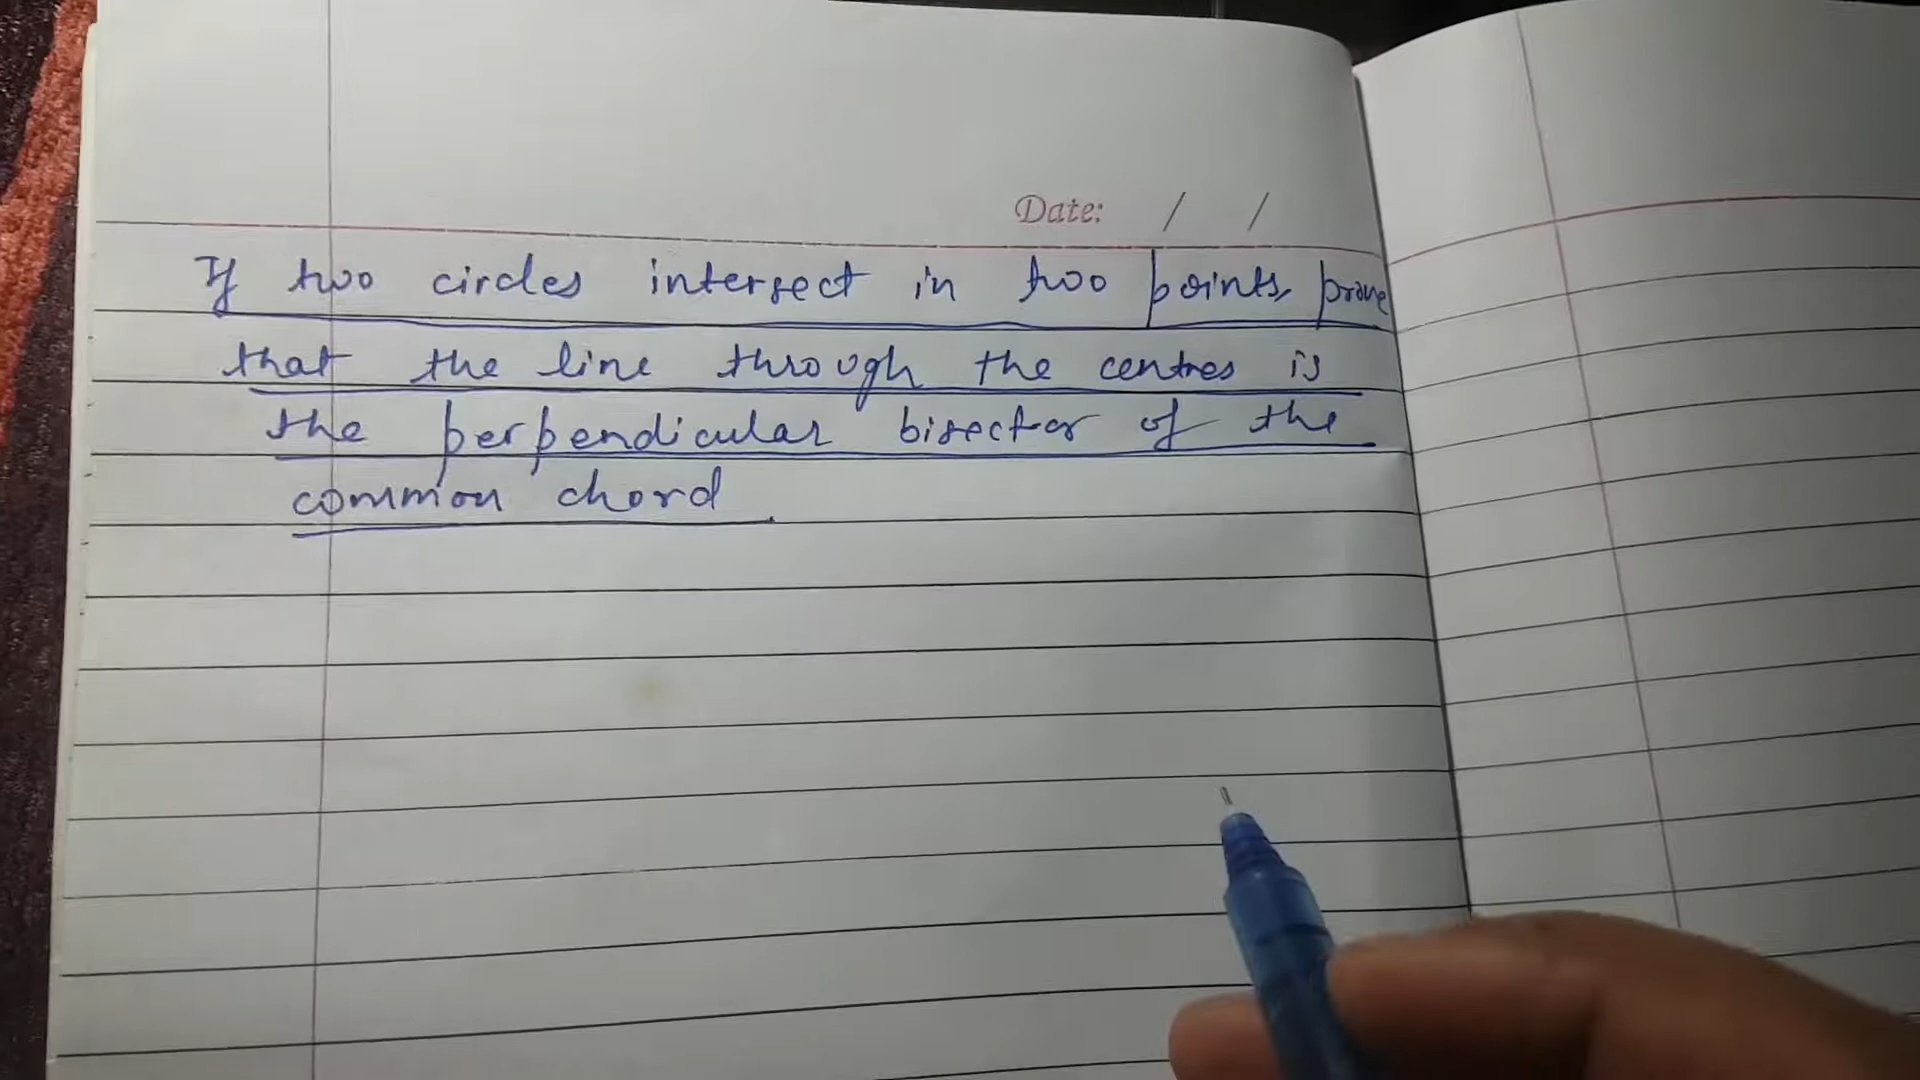 Date: / /
If two circles intersect in two points, prove
that the line through the centres is
the perpendicular bisector of the
common chord.